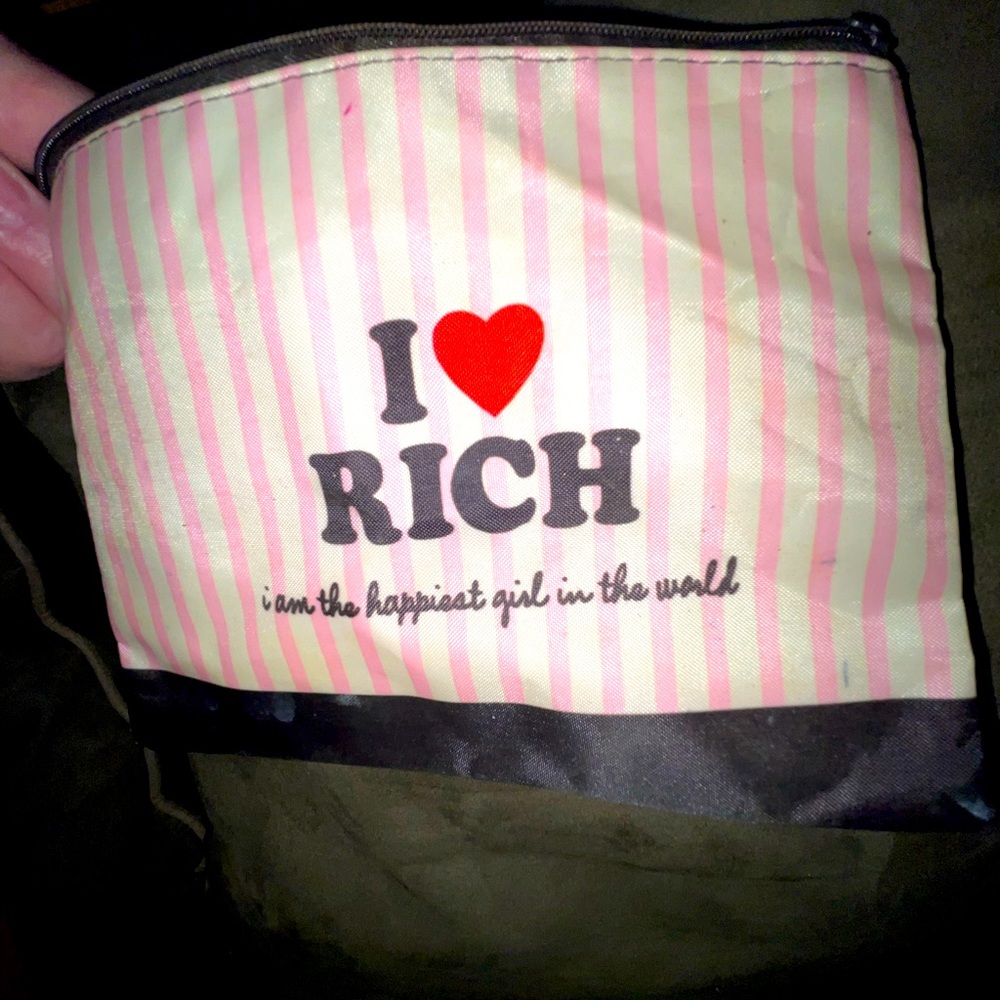 I ❤
RICH
i am the happiest girl in the world